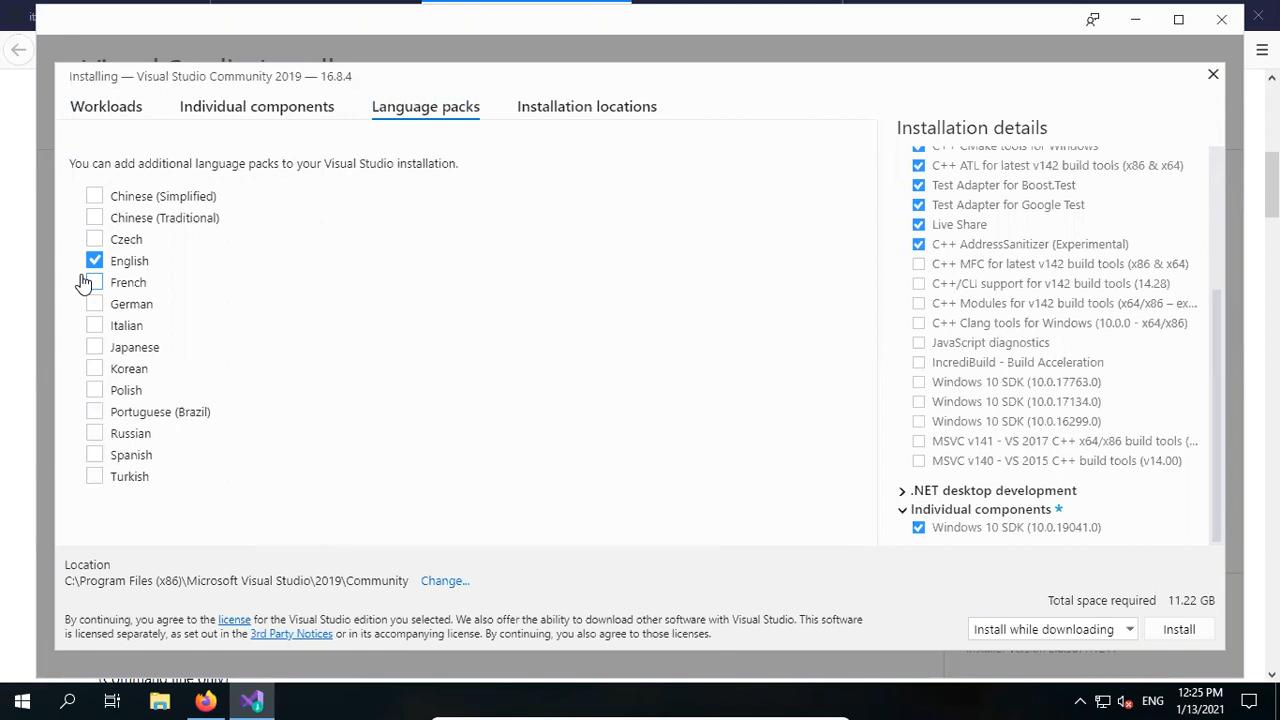 Installing — Visual Studio Community 2019 — 16.8.4
Workloads
Individual components
Language packs
Installation locations
You can add additional language packs to your Visual Studio installation.
Chinese (Simplified)
Chinese (Traditional)
Czech
English
French
German
Italian
Japanese
Korean
Polish
Portuguese (Brazil)
Russian
Spanish
Turkish
Installation details
C++ CMake tools for Windows
C++ ATL for latest v142 build tools (x86 & x64)
Test Adapter for Boost.Test
Test Adapter for Google Test
Live Share
C++ AddressSanitizer (Experimental)
C++ MFC for latest v142 build tools (x86 & x64)
C++/CLI support for v142 build tools (14.28)
C++ Modules for v142 build tools (x64/x86 – ex...
C++ Clang tools for Windows (10.0.0 - x64/x86)
JavaScript diagnostics
IncrediBuild - Build Acceleration
Windows 10 SDK (10.0.17763.0)
Windows 10 SDK (10.0.17134.0)
Windows 10 SDK (10.0.16299.0)
MSVC v141 - VS 2017 C++ x64/x86 build tools (...
MSVC v140 - VS 2015 C++ build tools (v14.00)
.NET desktop development
Individual components *
Windows 10 SDK (10.0.19041.0)
Location
C:\Program Files (x86)\Microsoft Visual Studio\2019\Community Change...
By continuing, you agree to the license for the Visual Studio edition you selected. We also offer the ability to download other software with Visual Studio. This software
is licensed separately, as set out in the 3rd Party Notices or in its accompanying license. By continuing, you also agree to those licenses.
Total space required 11.22 GB
Install while downloading
Install
ENG
12:25 PM
1/13/2021